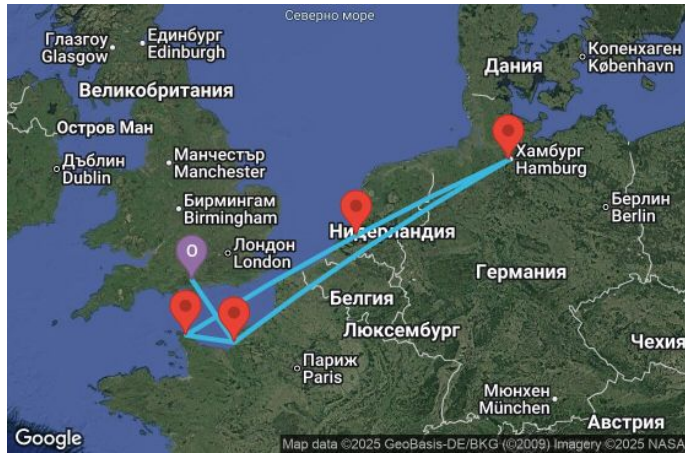 Северно море
Глазгоу
Glasgow
Единбург
Edinburgh
Копенхаген
København
Дания
Великобритания
Остров Ман
Хамбург
Hamburg
Дъблин
Dublin
Манчестър
Manchester
Берлин
Berlin
Бирмингам
Birmingham
Нидерландия
O
Лондон
London
Германия
Белгия
Люксембург
Чехия
Париж
Paris
Мюнхен
München
Австрия
Google
Map data ©2025 GeoBasis-DE/BKG (©2009) Imagery ©2025 NASA